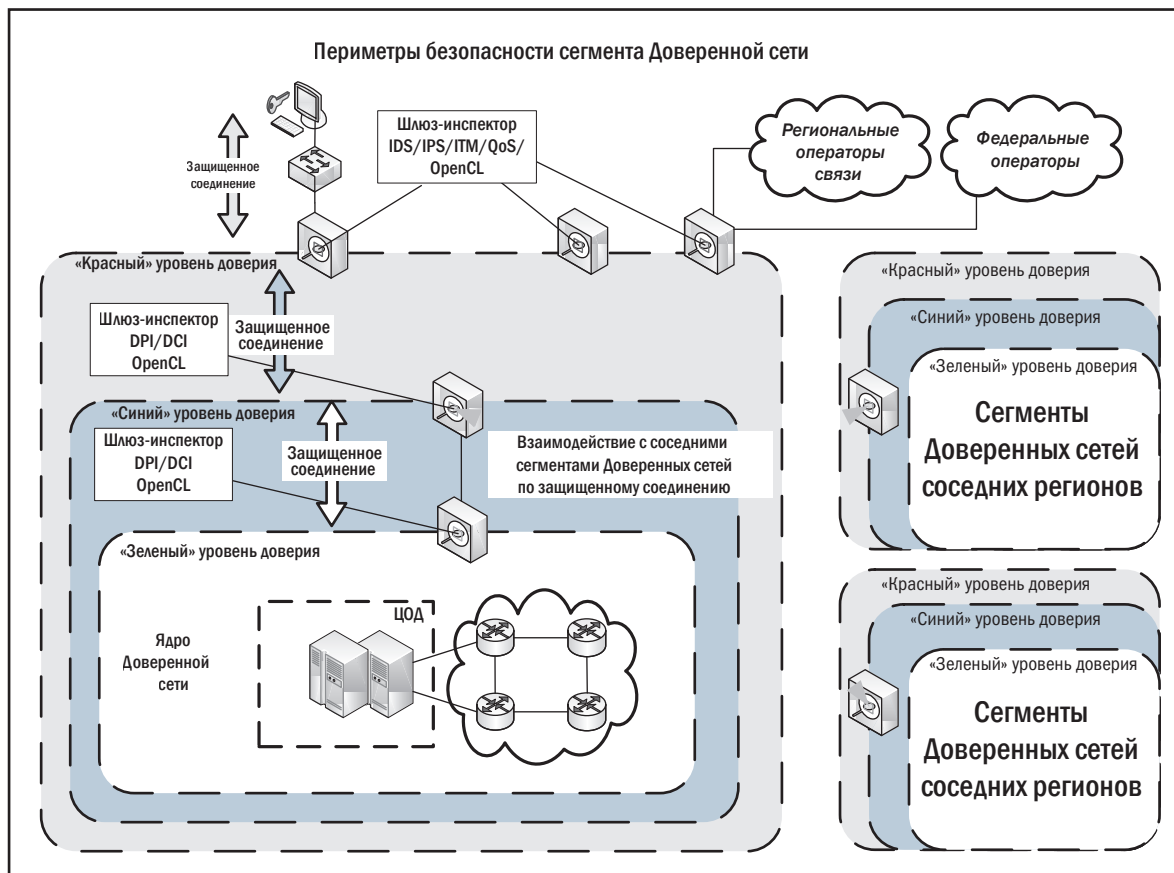 Периметры безопасности сегмента Доверенной сети
Защищенное
соединение
Шлюз-инспектор
IDS/IPS/ITM/QoS/
OpenCL
Региональные
операторы
связи
Федеральные
операторы
«Красный» уровень доверия
Шлюз-инспектор
DPI/DCI
OpenCL
Защищенное
соединение
«Синий» уровень доверия
Шлюз-инспектор
DPI/DCI
OpenCL
Защищенное
соединение
Взаимодействие с соседними
сегментами Доверенных сетей
по защищенному соединению
«Зеленый» уровень доверия
Ядро
Доверенной
сети
ЦОД
«Красный» уровень доверия
«Синий» уровень доверия
«Зеленый» уровень доверия
Сегменты
Доверенных сетей
соседних регионов
«Красный» уровень доверия
«Синий» уровень доверия
«Зеленый» уровень доверия
Сегменты
Доверенных сетей
соседних регионов